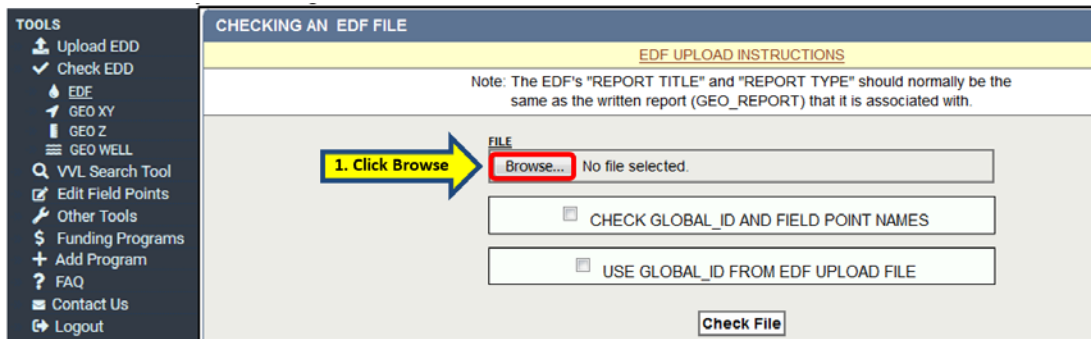 TOOLS
Upload EDD
Check EDD
EDF
GEO XY
GEO Z
GEO WELL
VVL Search Tool
Edit Field Points
Other Tools
Funding Programs
Add Program
FAQ
Contact Us
Logout
CHECKING AN EDF FILE
EDF UPLOAD INSTRUCTIONS
Note: The EDF's "REPORT TITLE" and "REPORT TYPE" should normally be the
same as the written report (GEO_REPORT) that it is associated with.
FILE
1. Click Browse
Browse... No file selected.
CHECK GLOBAL_ID AND FIELD POINT NAMES
USE GLOBAL_ID FROM EDF UPLOAD FILE
Check File